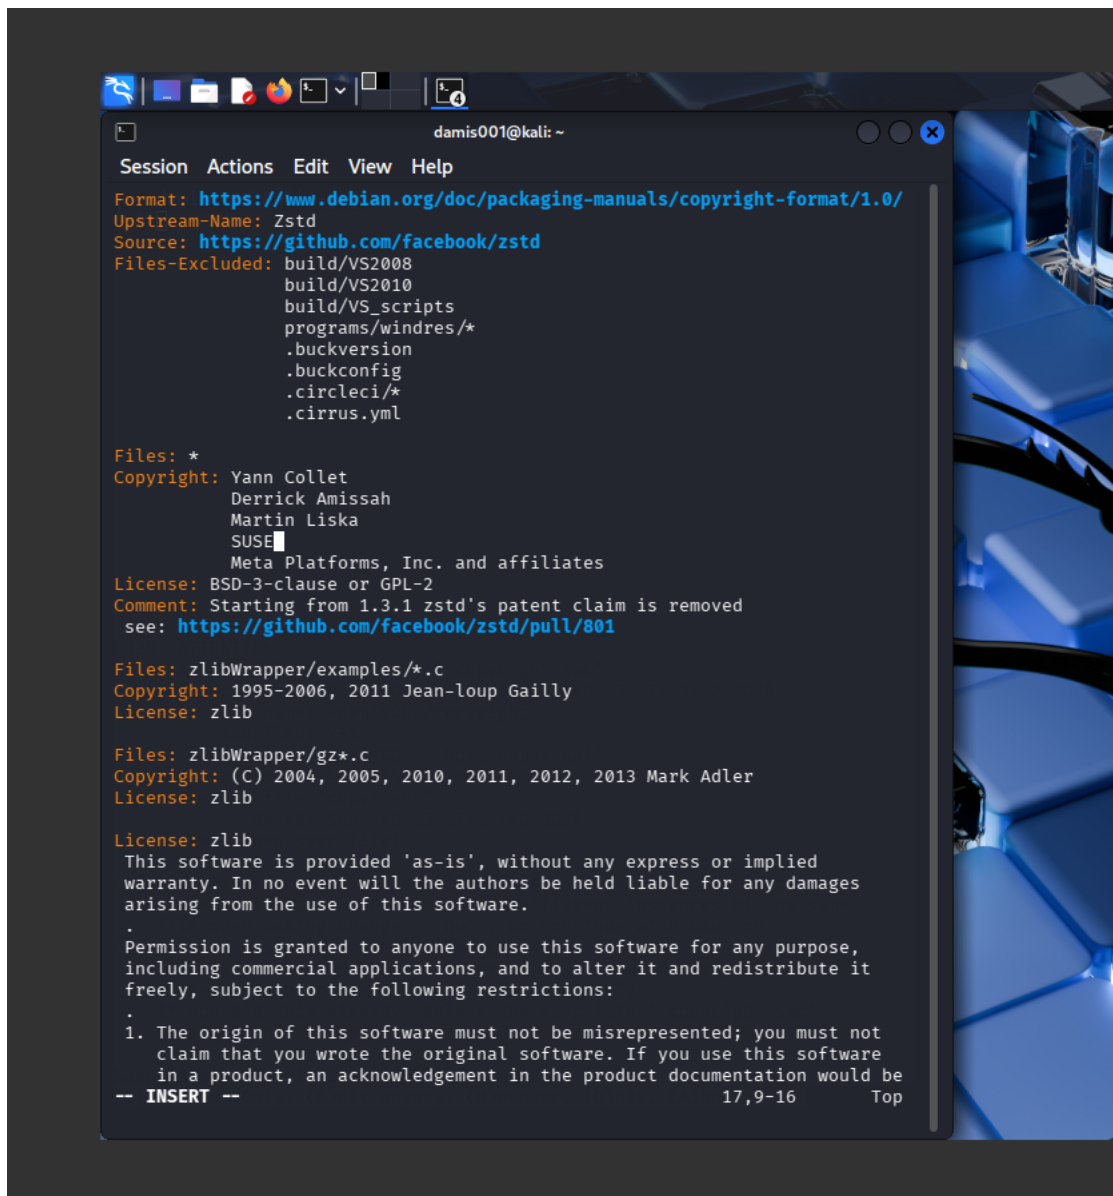 4
damis001@kali: ~
Session Actions Edit View Help
Format: https://www.debian.org/doc/packaging-manuals/copyright-format/1.0/
Upstream-Name: Zstd
Source: https://github.com/facebook/zstd
Files-Excluded: build/VS2008
build/VS2010
build/VS_scripts
programs/windres/*
.buckversion
.buckconfig
.circleci/*
.cirrus.yml
Files: *
Copyright: Yann Collet
Derrick Amissah
Martin Liska
SUSE
Meta Platforms, Inc. and affiliates
License: BSD-3-clause or GPL-2
Comment: Starting from 1.3.1 zstd's patent claim is removed
see: https://github.com/facebook/zstd/pull/801
Files: zlibWrapper/examples/*.c
Copyright: 1995-2006, 2011 Jean-loup Gailly
License: zlib
Files: zlibWrapper/gz*.c
Copyright: (C) 2004, 2005, 2010, 2011, 2012, 2013 Mark Adler
License: zlib
License: zlib
This software is provided 'as-is', without any express or implied
warranty. In no event will the authors be held liable for any damages
arising from the use of this software.
.
Permission is granted to anyone to use this software for any purpose,
including commercial applications, and to alter it and redistribute it
freely, subject to the following restrictions:
.
1. The origin of this software must not be misrepresented; you must not
claim that you wrote the original software. If you use this software
in a product, an acknowledgement in the product documentation would be
-- INSERT -- 17,9-16 Top